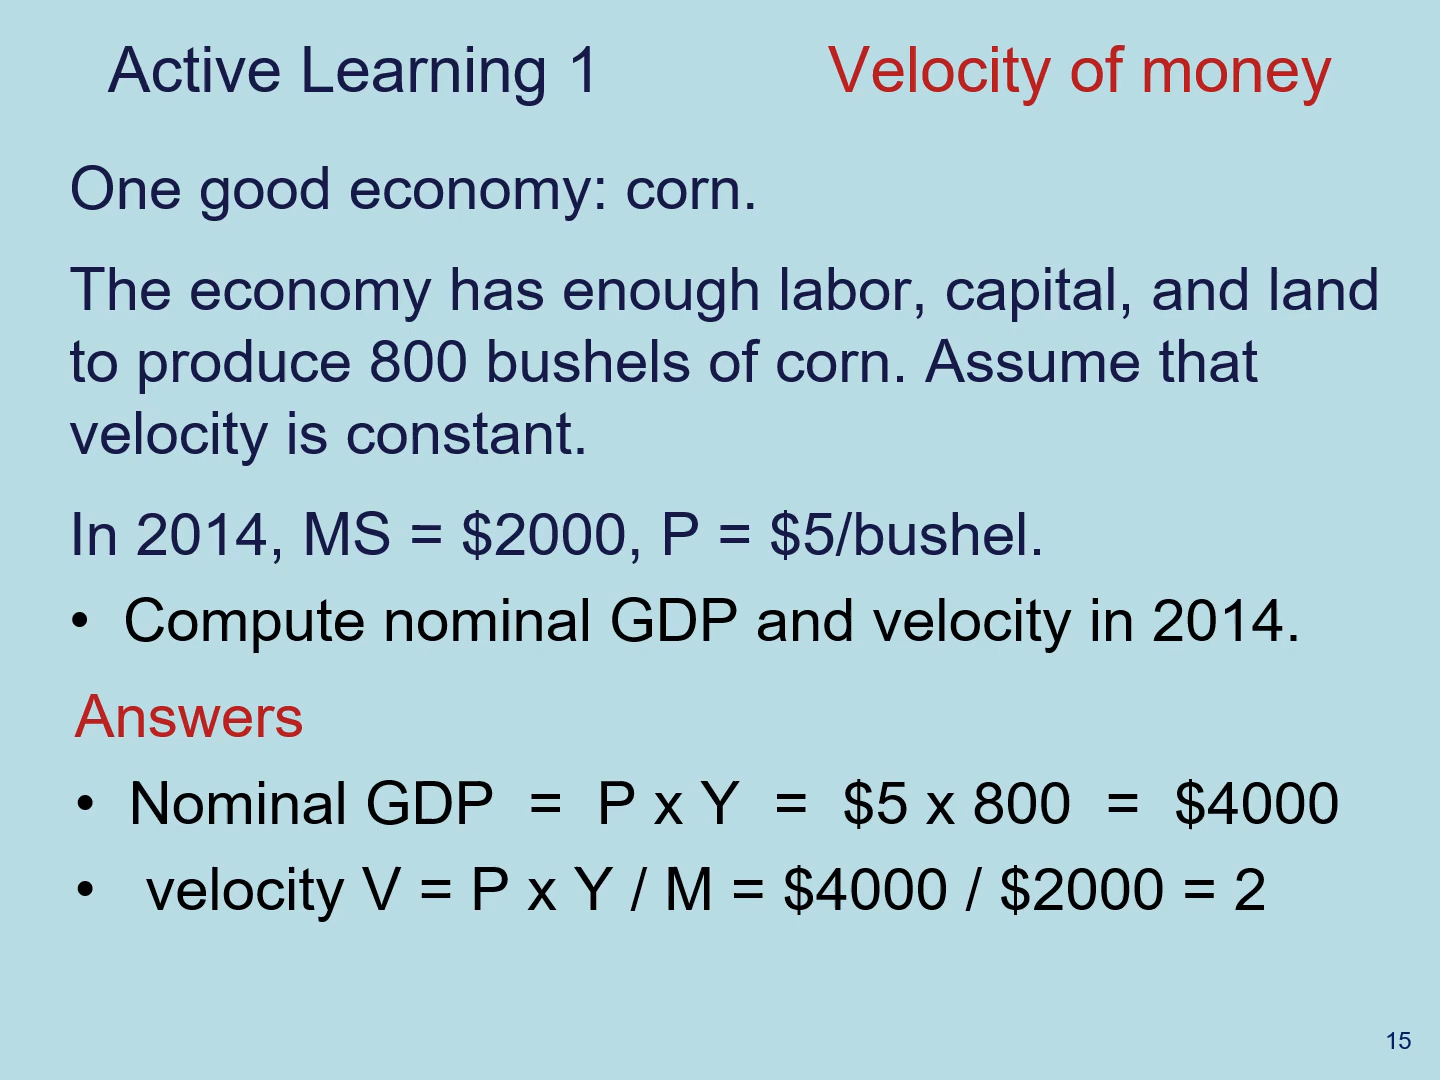 Active Learning 1 Velocity of money
One good economy: corn.
The economy has enough labor, capital, and land
to produce 800 bushels of corn. Assume that
velocity is constant.
In 2014, MS = $2000, P = $5/bushel.
• Compute nominal GDP and velocity in 2014.
Answers
• Nominal GDP = P x Y = $5 x 800 = $4000
• velocity V = P x Y / M = $4000 / $2000 = 2
15